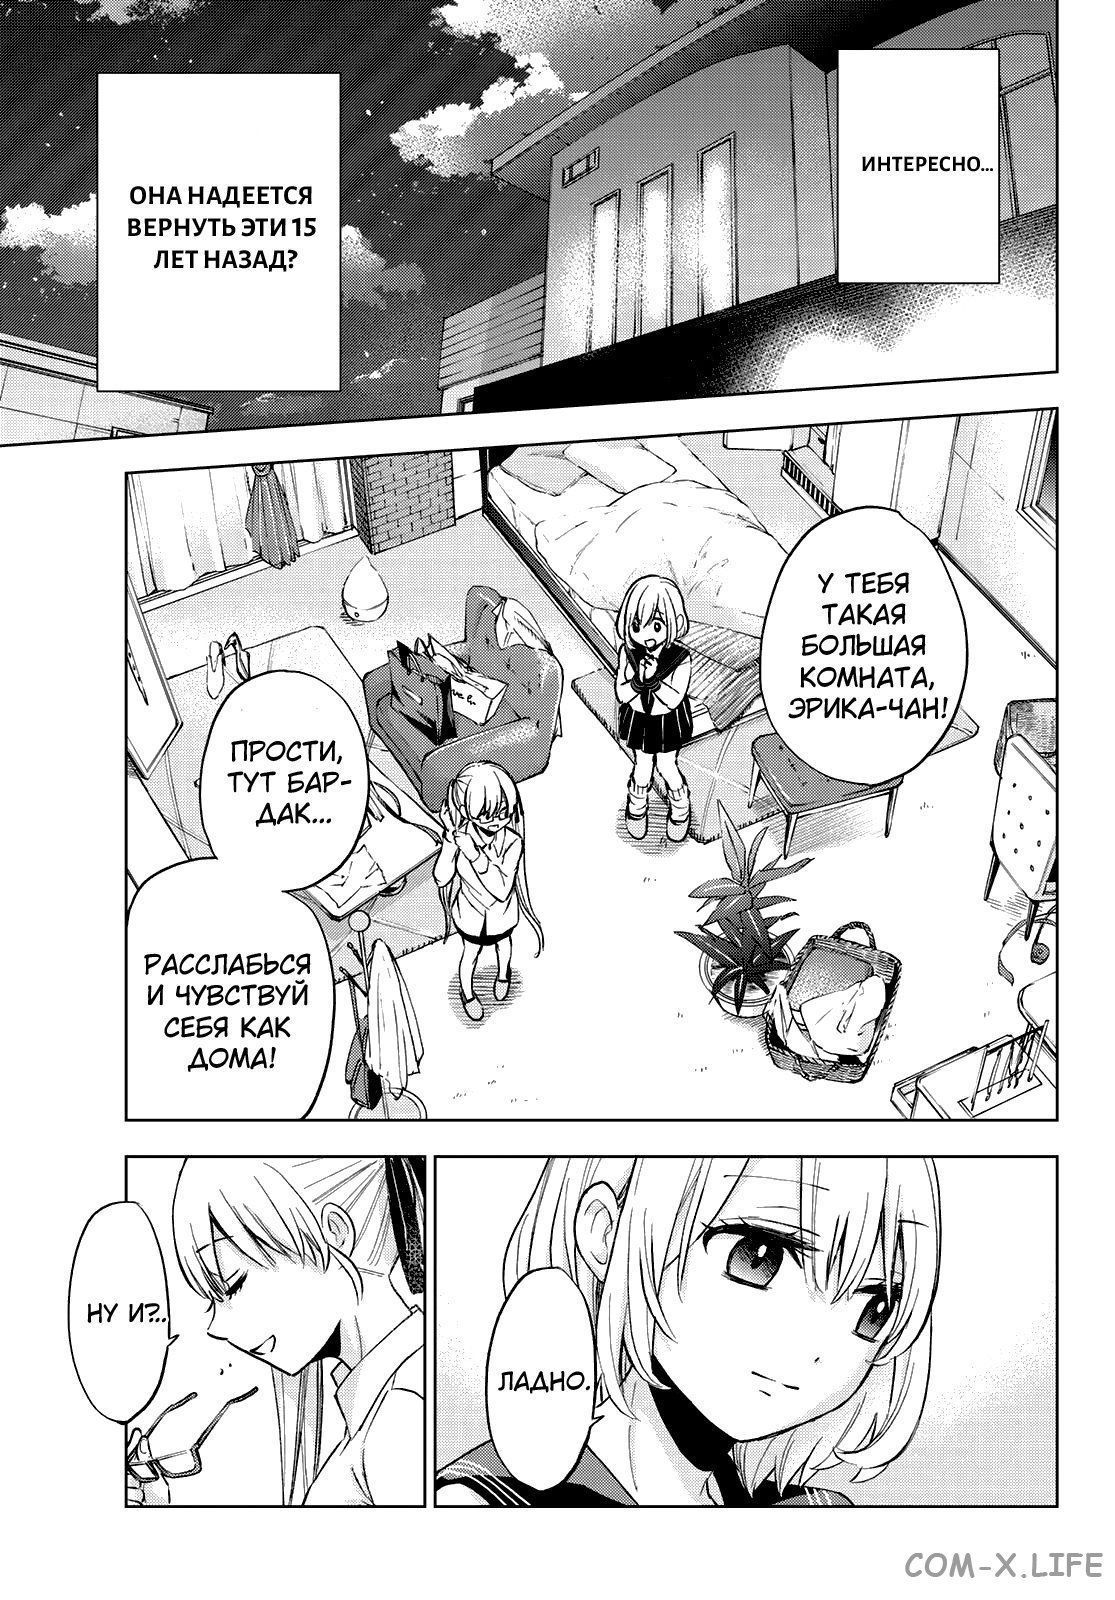 ИНТЕРЕСНО...
ОНА НАДЕЕТСЯ
ВЕРНУТЬ ЭТИ 15
ЛЕТ НАЗАД?
У ТЕБЯ
ТАКАЯ
БОЛЬШАЯ
КОМНАТА,
ЭРИКА-ЧАН!
ПРОСТИ,
ТУТ БАР-
ДАК...
РАССЛАБЬСЯ
И ЧУВСТВУЙ
СЕБЯ КАК
ДОМА!
ЛАДНО.
НУ И?..
COM-X.LIFE